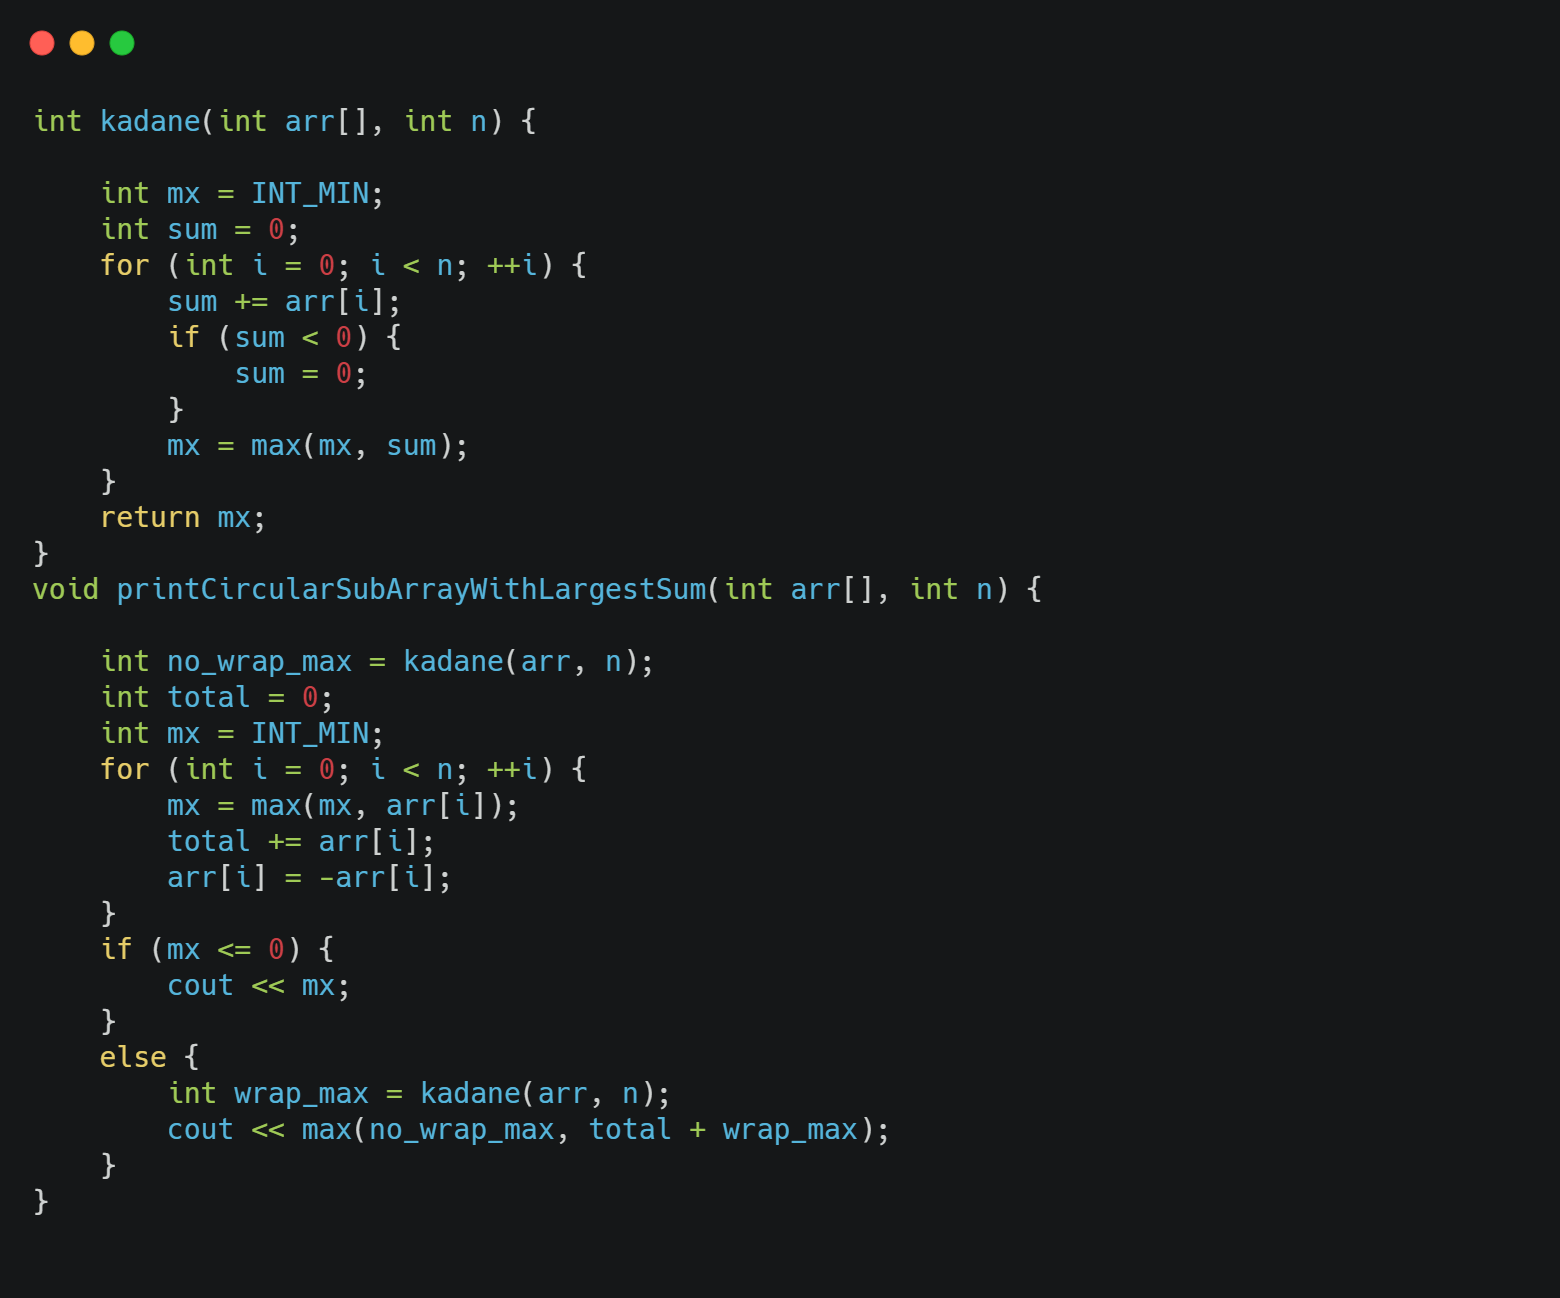 int kadane(int arr[], int n) {

    int mx = INT_MIN;
    int sum = 0;
    for (int i = 0; i < n; ++i) {
        sum += arr[i];
        if (sum < 0) {
            sum = 0;
        }
        mx = max(mx, sum);
    }
    return mx;
}
void printCircularSubArrayWithLargestSum(int arr[], int n) {

    int no_wrap_max = kadane(arr, n);
    int total = 0;
    int mx = INT_MIN;
    for (int i = 0; i < n; ++i) {
        mx = max(mx, arr[i]);
        total += arr[i];
        arr[i] = -arr[i];
    }
    if (mx <= 0) {
        cout << mx;
    }
    else {
        int wrap_max = kadane(arr, n);
        cout << max(no_wrap_max, total + wrap_max);
    }
}